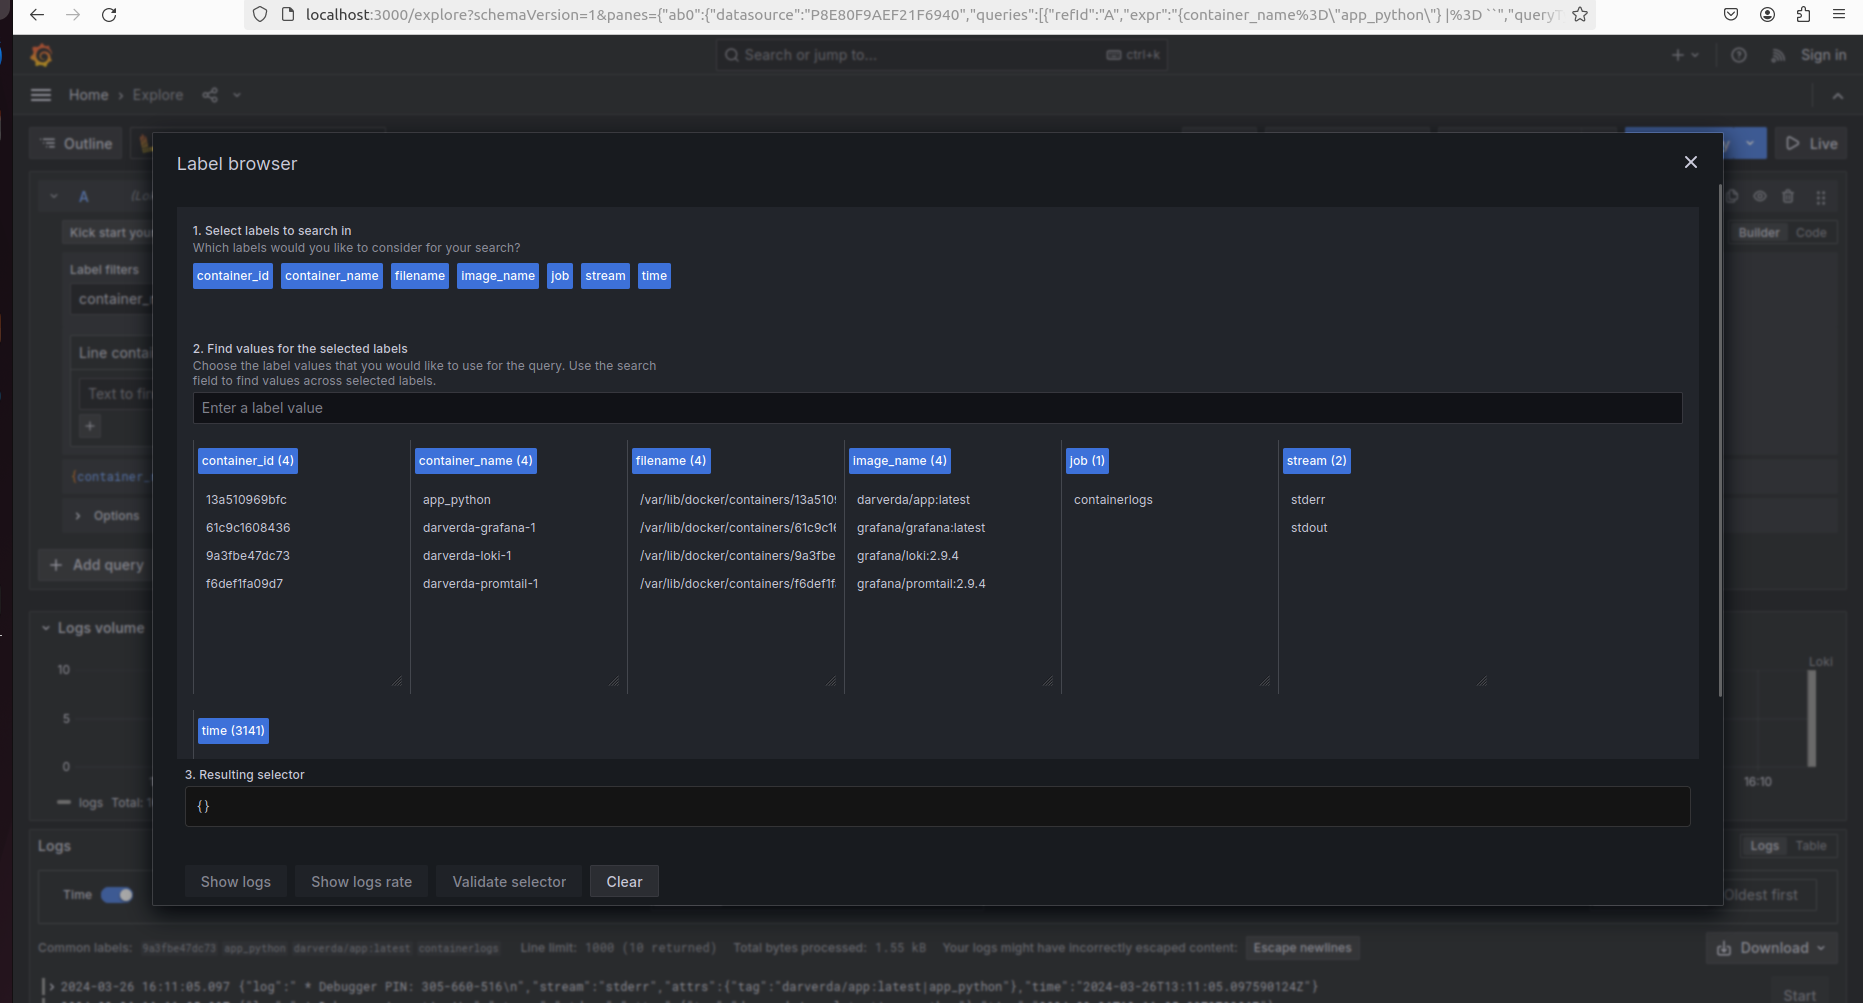 localhost:3000/explore?schemaVersion=1&panes={"ab0":{"datasource":"P8E80F9AEF21F6940","queries":[{"refId":"A","expr":"{container_name%3D\"app_python\"} |%3D ``","queryT
Search or jump to...
ctrl+k
Sign in
Home › Explore
Outline
Live
A
Kick start your
Builder
Code
Label filters
container_
Line contai
Text to fin
{container_
Options
+ Add query
Logs volume
10
5
0
Loki
16:10
logs Total:
Label browser
1. Select labels to search in
Which labels would you like to consider for your search?
container_id container_name filename image_name job stream time
2. Find values for the selected labels
Choose the label values that you would like to use for the query. Use the search
field to find values across selected labels.
Enter a label value
container_id (4)
13a510969bfc
61c9c1608436
9a3fbe47dc73
f6def1fa09d7
container_name (4)
app_python
darverda-grafana-1
darverda-loki-1
darverda-promtail-1
filename (4)
/var/lib/docker/containers/13a510
/var/lib/docker/containers/61c9c16
/var/lib/docker/containers/9a3fbe
/var/lib/docker/containers/f6def1f
image_name (4)
darverda/app:latest
grafana/grafana:latest
grafana/loki:2.9.4
grafana/promtail:2.9.4
job (1)
containerlogs
stream (2)
stderr
stdout
time (3141)
3. Resulting selector
{}
Show logs
Show logs rate
Validate selector
Clear
Logs
Logs
Table
Time
Oldest first
Common labels: 9a3fbe47dc73 app_python darverda/app:latest containerlogs Line limit: 1000 (10 returned) Total bytes processed: 1.55 kB Your logs might have incorrectly escaped content: Escape newlines
Download
2024-03-26 16:11:05.097 {"log":" * Debugger PIN: 305-660-516\n","stream":"stderr","attrs":{"tag":"darverda/app:latest|app_python"},"time":"2024-03-26T13:11:05.097590124Z"}
Start